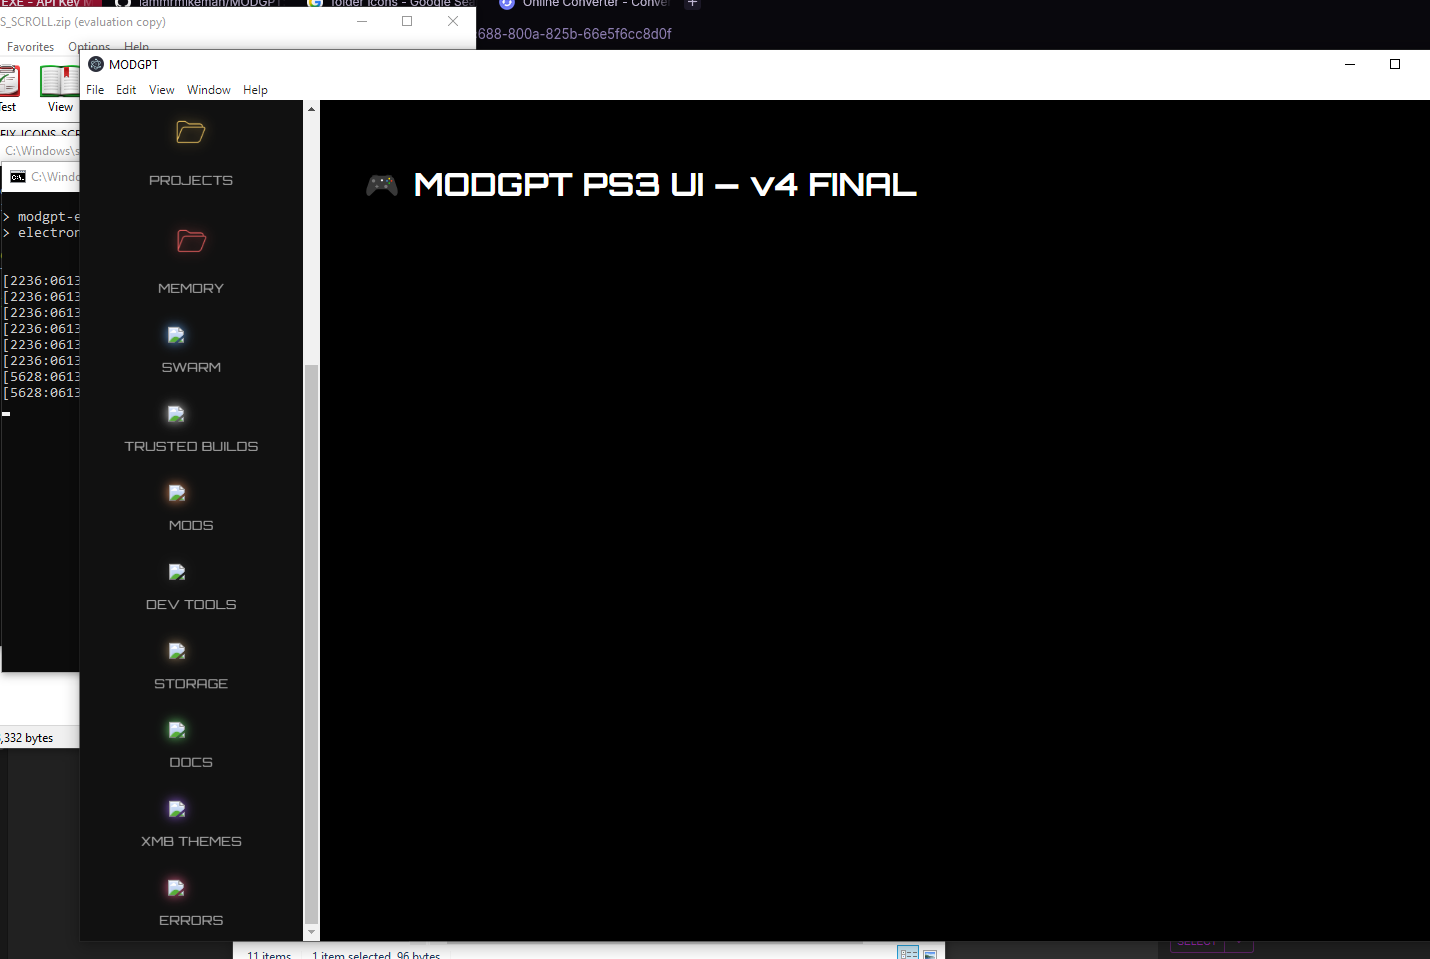 EXE - API Key M
iammrmikeman/MODGPT
folder icons - Google Sea
Online Converter - Conve
S_SCROLL.zip (evaluation copy)
688-800a-825b-66e5f6cc8d0f
Favorites Options Help
Test View
FIX_ICONS_SCR
C:\Windows\s
C:\Windo
> modgpt-e
> electron
[2236:0613
[2236:0613
[2236:0613
[2236:0613
[2236:0613
[2236:0613
[5628:0613
[5628:0613
,332 bytes
MODGPT
File Edit View Window Help
PROJECTS
MEMORY
SWARM
TRUSTED BUILDS
MODS
DEV TOOLS
STORAGE
DOCS
XMB THEMES
ERRORS
🎮 MODGPT PS3 UI – v4 FINAL
11 items 1 item selected 96 bytes
SELECT